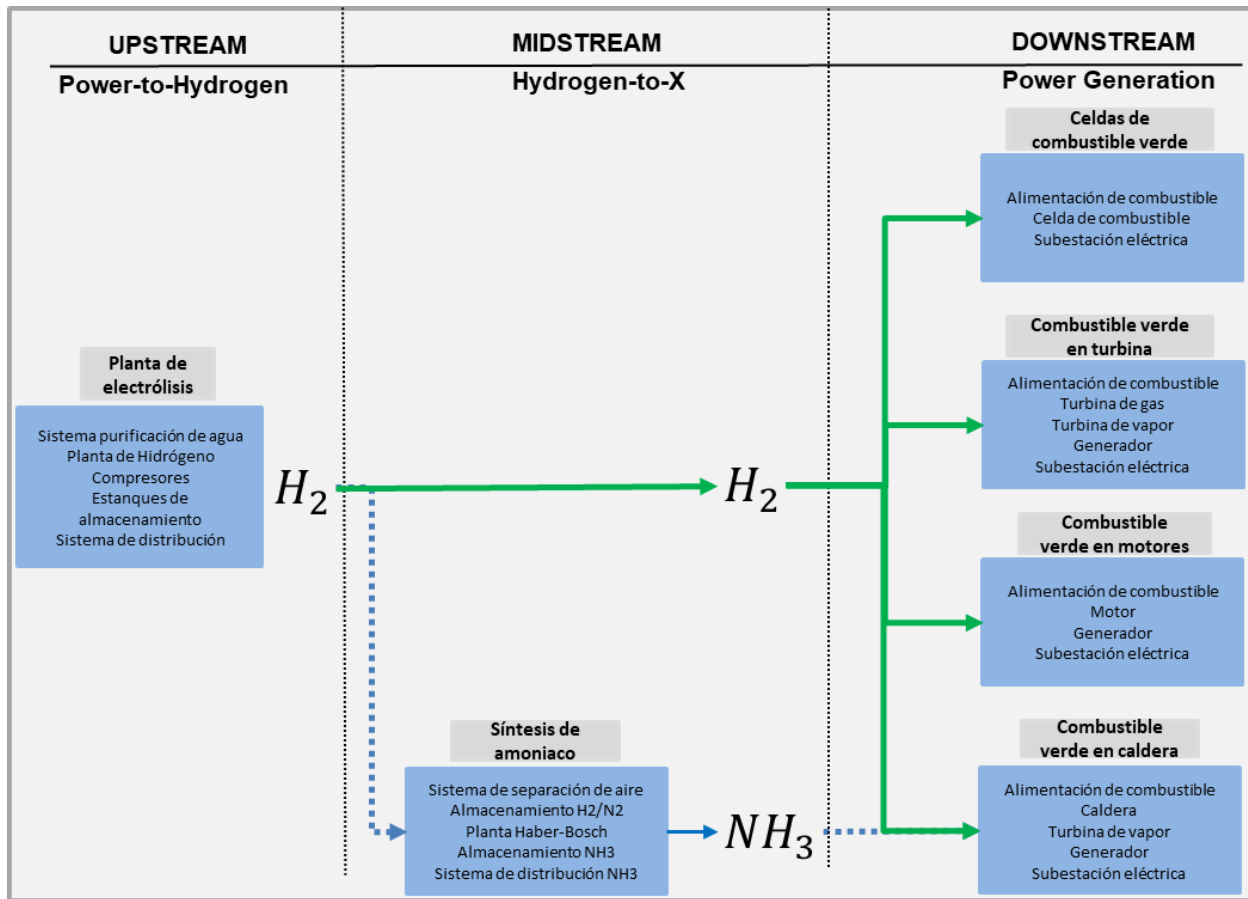 UPSTREAM
Power-to-Hydrogen
MIDSTREAM
Hydrogen-to-X
DOWNSTREAM
Power Generation
Planta de
electrólisis
Sistema purificación de agua
Planta de Hidrógeno
Compresores
Estanques de
almacenamiento
Sistema de distribución
H₂
H₂
Síntesis de
amoniaco
Sistema de separación de aire
Almacenamiento H2/N2
Planta Haber-Bosch
Almacenamiento NH3
Sistema de distribución NH3
NH₃
Celdas de
combustible verde
Alimentación de combustible
Celda de combustible
Subestación eléctrica
Combustible verde
en turbina
Alimentación de combustible
Turbina de gas
Turbina de vapor
Generador
Subestación eléctrica
Combustible
verde en motores
Alimentación de combustible
Motor
Generador
Subestación eléctrica
Combustible
verde en caldera
Alimentación de combustible
Caldera
Turbina de vapor
Generador
Subestación eléctrica